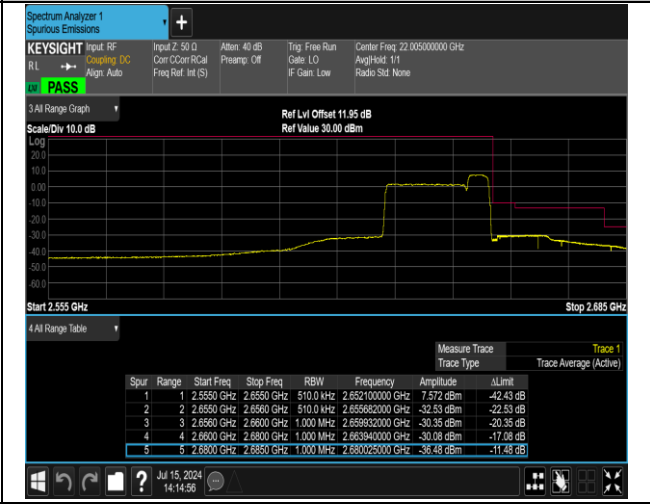 Spectrum Analyzer 1
Spurious Emissions
+
KEYSIGHT Input: RF Input Z: 50 Ω Atten: 40 dB Trig: Free Run Center Freq: 22.005000000 GHz
RL Coupling: DC Corr CCorr RCal Preamp: Off Gate: LO Avg|Hold: 1/1
Align: Auto Freq Ref: Int (S) IF Gain: Low Radio Std: None
PASS
3 All Range Graph
Ref Lvl Offset 11.95 dB
Scale/Div 10.0 dB Ref Value 30.00 dBm
Log
20.0
10.0
0.00
-10.0
-20.0
-30.0
-40.0
-50.0
-60.0
Start 2.555 GHz Stop 2.685 GHz
4 All Range Table
Measure Trace Trace 1
Trace Type Trace Average (Active)
Spur Range Start Freq Stop Freq RBW Frequency Amplitude ΔLimit
1 1 2.5550 GHz 2.6550 GHz 510.0 kHz 2.652100000 GHz 7.572 dBm -42.43 dB
2 2 2.6550 GHz 2.6560 GHz 510.0 kHz 2.655682000 GHz -32.53 dBm -22.53 dB
3 3 2.6560 GHz 2.6600 GHz 1.000 MHz 2.659932000 GHz -30.35 dBm -20.35 dB
4 4 2.6600 GHz 2.6800 GHz 1.000 MHz 2.663940000 GHz -30.08 dBm -17.08 dB
5 5 2.6800 GHz 2.6850 GHz 1.000 MHz 2.680025000 GHz -36.48 dBm -11.48 dB
? Jul 15, 2024
14:14:56